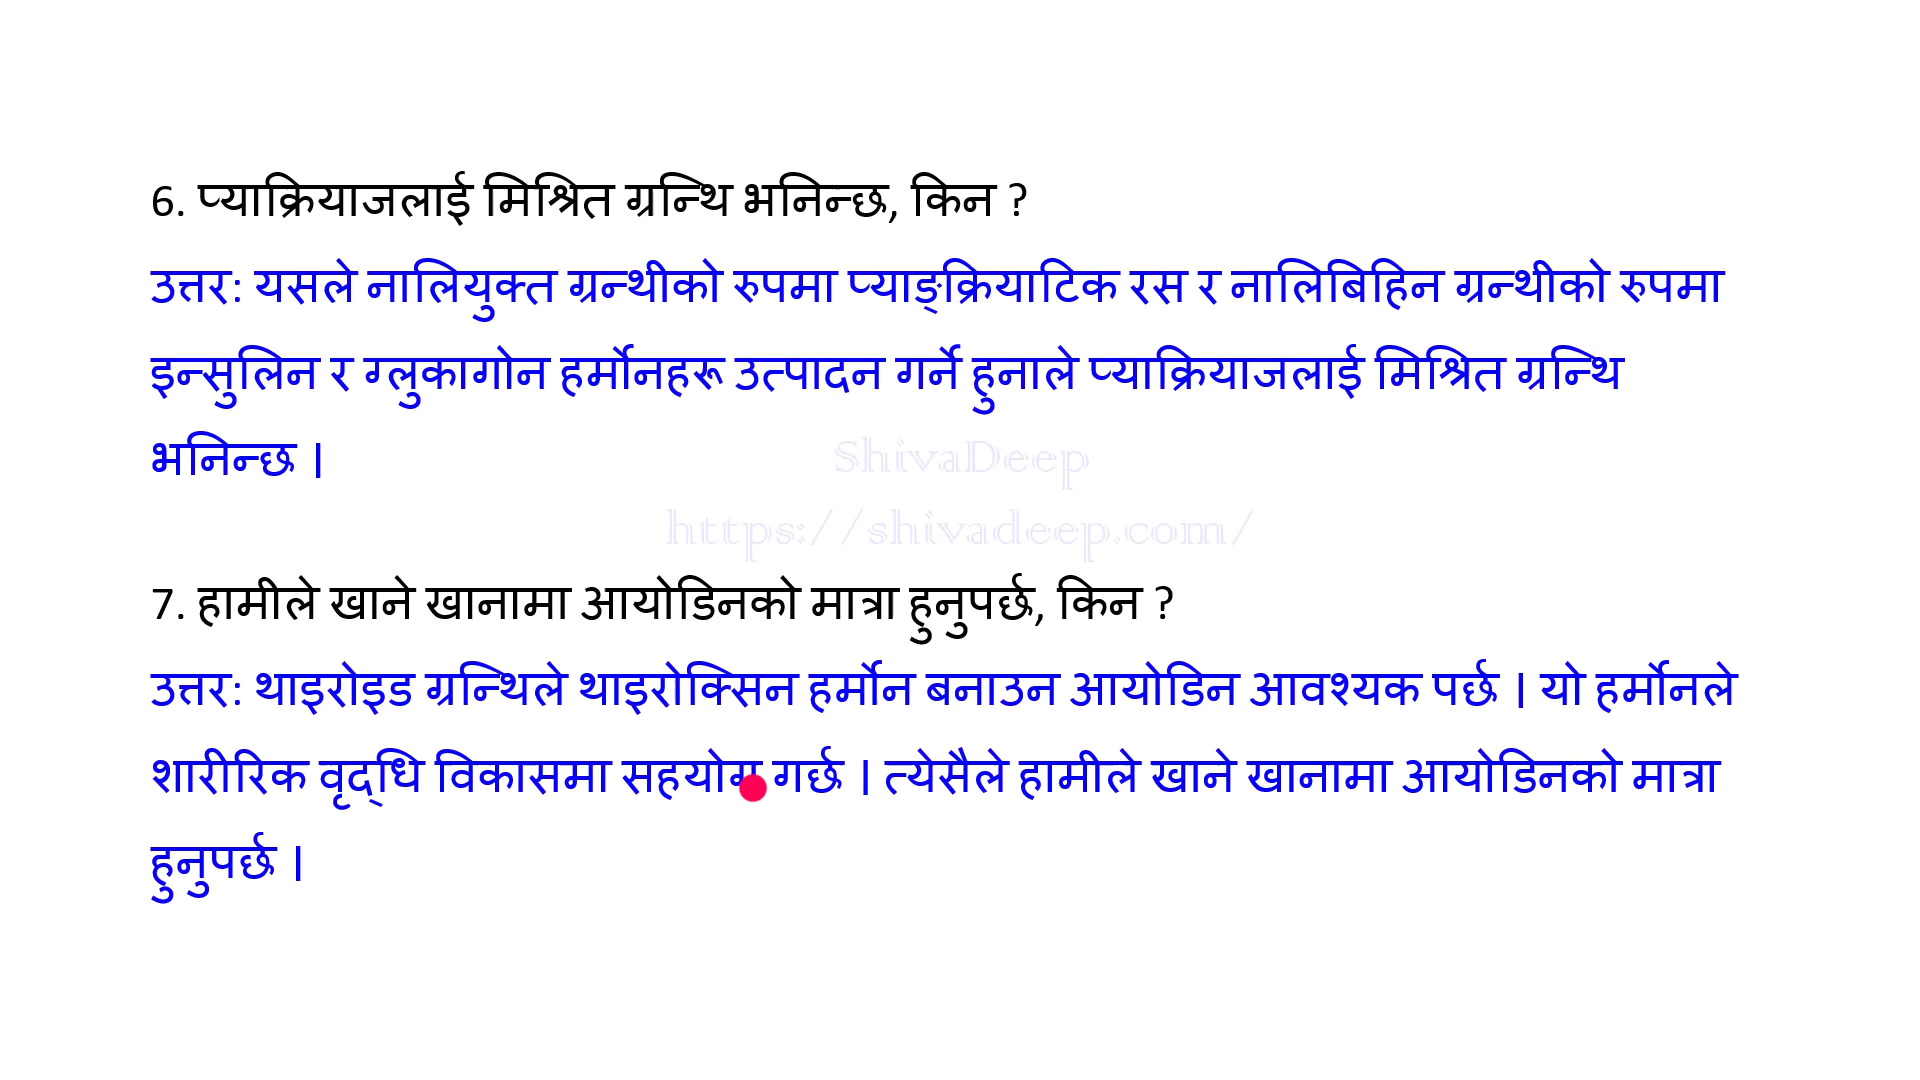 6. प्याक्रियाजलाई मिश्रित ग्रन्थि भनिन्छ, किन ?
उत्तर: यसले नालियुक्त ग्रन्थीको रुपमा प्याङ्क्रियाटिक रस र नालिबिहिन ग्रन्थीको रुपमा
इन्सुलिन र ग्लुकागोन हर्मोनहरू उत्पादन गर्ने हुनाले प्याक्रियाजलाई मिश्रित ग्रन्थि
भनिन्छ ।
ShivaDeep
https://shivadeep.com/
7. हामीले खाने खानामा आयोडिनको मात्रा हुनुपर्छ, किन ?
उत्तर: थाइरोइड ग्रन्थिले थाइरोक्सिन हर्मोन बनाउन आयोडिन आवश्यक पर्छ । यो हर्मोनले
शारीरिक वृद्‌धि विकासमा सहयोग गर्छ । त्येसैले हामीले खाने खानामा आयोडिनको मात्रा
हुनुपर्छ ।